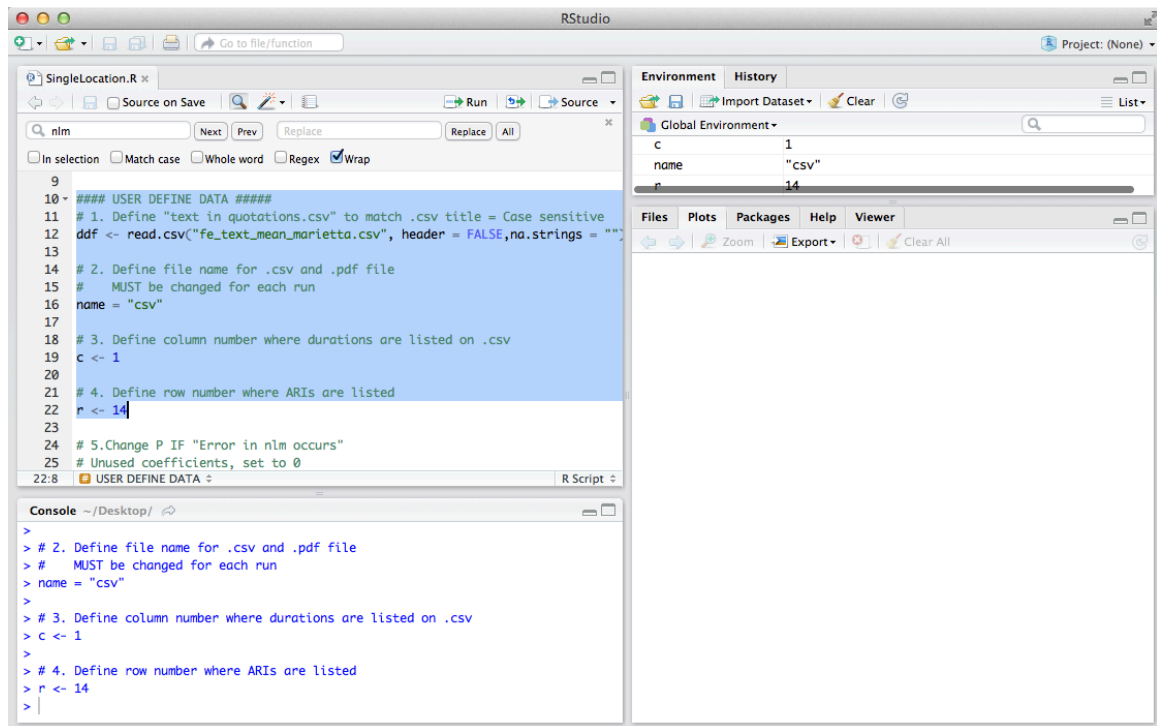 RStudio
Go to file/function
Project: (None)
SingleLocation.R
Source on Save
Run
Source
nlm
Next
Prev
Replace
Replace
All
In selection
Match case
Whole word
Regex
Wrap
9
10 #### USER DEFINE DATA #####
11 # 1. Define "text in quotations.csv" to match .csv title = Case sensitive
12 ddf <- read.csv("fe_text_mean_marietta.csv", header = FALSE,na.strings = "")
13
14 # 2. Define file name for .csv and .pdf file
15 #    MUST be changed for each run
16 name = "csv"
17
18 # 3. Define column number where durations are listed on .csv
19 c <- 1
20
21 # 4. Define row number where ARIs are listed
22 r <- 14
23
24 # 5.Change P IF "Error in nlm occurs"
25 # Unused coefficients, set to 0
22:8
USER DEFINE DATA
R Script
Console ~/Desktop/
>
> # 2. Define file name for .csv and .pdf file
> #    MUST be changed for each run
> name = "csv"
>
> # 3. Define column number where durations are listed on .csv
> c <- 1
>
> # 4. Define row number where ARIs are listed
> r <- 14
>
Environment History
Import Dataset
Clear
List
Global Environment
c 1
name "csv"
r 14
Files Plots Packages Help Viewer
Zoom
Export
Clear All